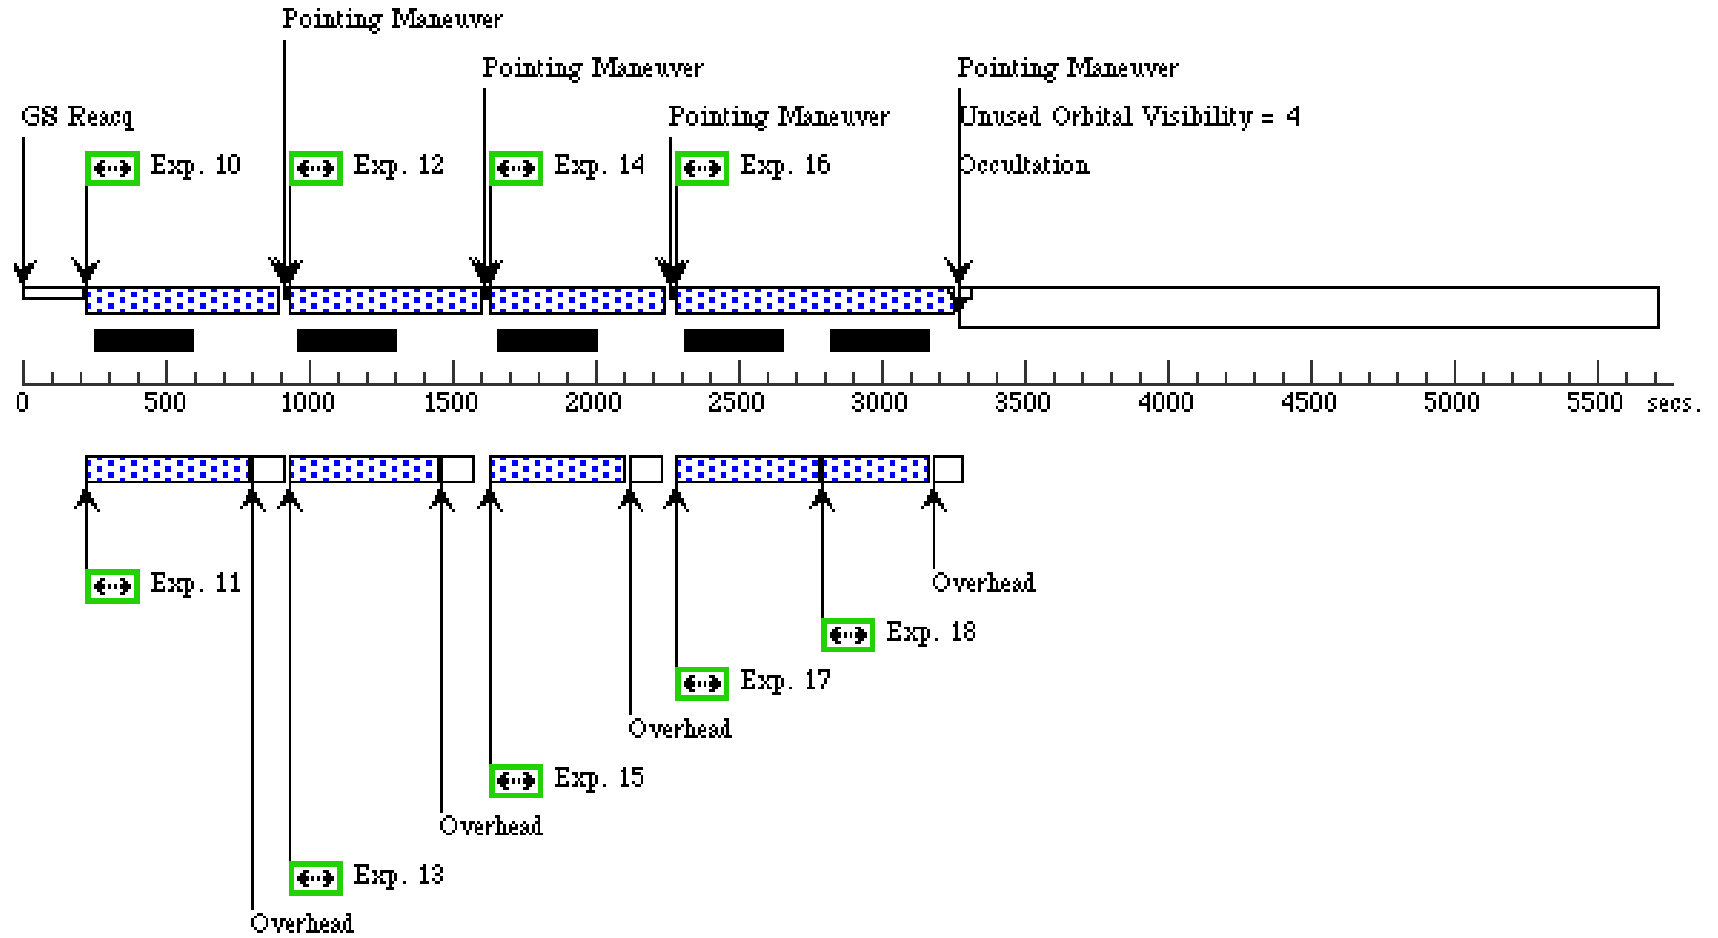 Pointing Maneuver
Pointing Maneuver
Pointing Maneuver
GS Reacq
Pointing Maneuver
Unused Orbital Visibility = 4
Exp. 10
Exp. 12
Exp. 14
Exp. 16
Occultation
0 500 1000 1500 2000 2500 3000 3500 4000 4500 5000 5500 secs.
Exp. 11
Overhead
Exp. 18
Exp. 17
Overhead
Exp. 15
Overhead
Exp. 13
Overhead